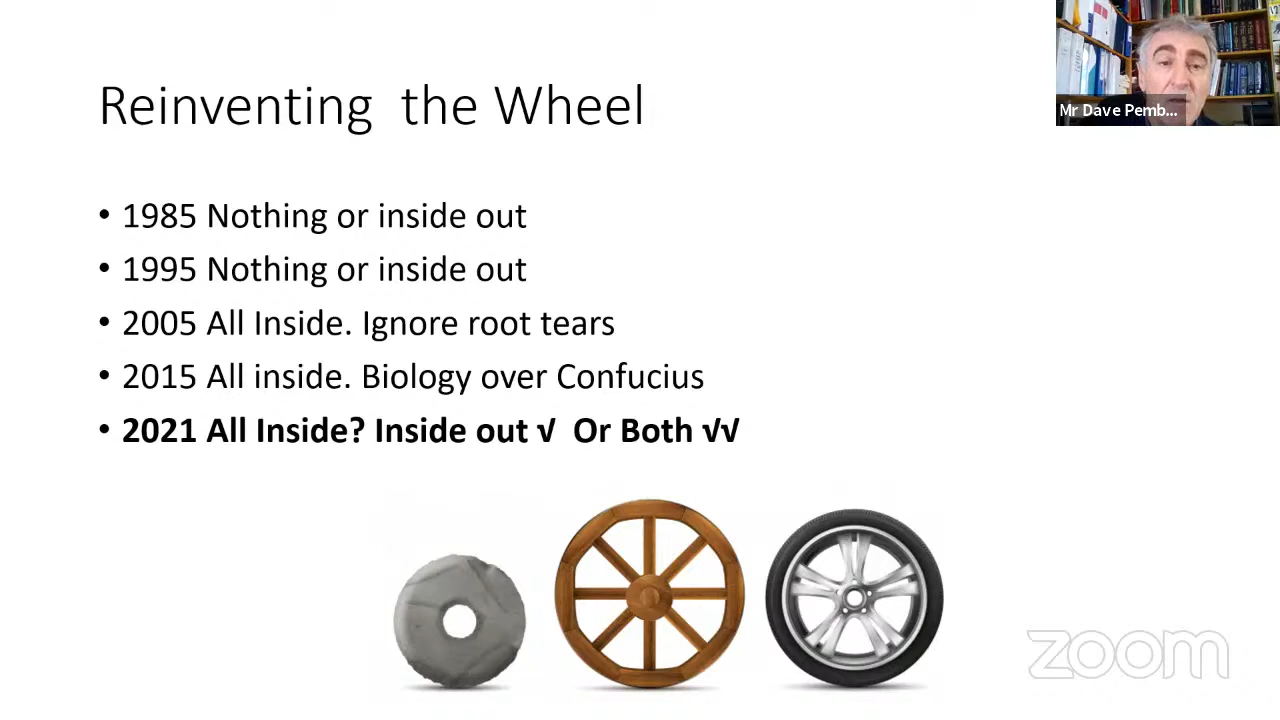 Reinventing the Wheel
Mr Dave Pemb...
• 1985 Nothing or inside out
• 1995 Nothing or inside out
• 2005 All Inside. Ignore root tears
• 2015 All inside. Biology over Confucius
• 2021 All Inside? Inside out √ Or Both √√
zoom